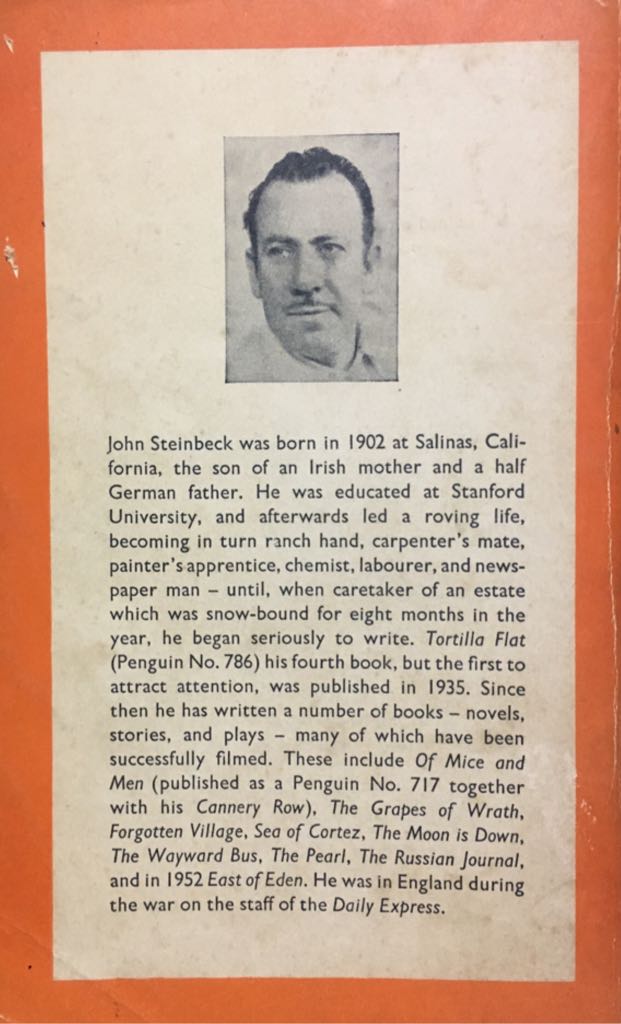 John Steinbeck was born in 1902 at Salinas, Cali-
fornia, the son of an Irish mother and a half
German father. He was educated at Stanford
University, and afterwards led a roving life,
becoming in turn ranch hand, carpenter's mate,
painter's apprentice, chemist, labourer, and news-
paper man – until, when caretaker of an estate
which was snow-bound for eight months in the
year, he began seriously to write. Tortilla Flat
(Penguin No. 786) his fourth book, but the first to
attract attention, was published in 1935. Since
then he has written a number of books – novels,
stories, and plays – many of which have been
successfully filmed. These include Of Mice and
Men (published as a Penguin No. 717 together
with his Cannery Row), The Grapes of Wrath,
Forgotten Village, Sea of Cortez, The Moon is Down,
The Wayward Bus, The Pearl, The Russian Journal,
and in 1952 East of Eden. He was in England during
the war on the staff of the Daily Express.